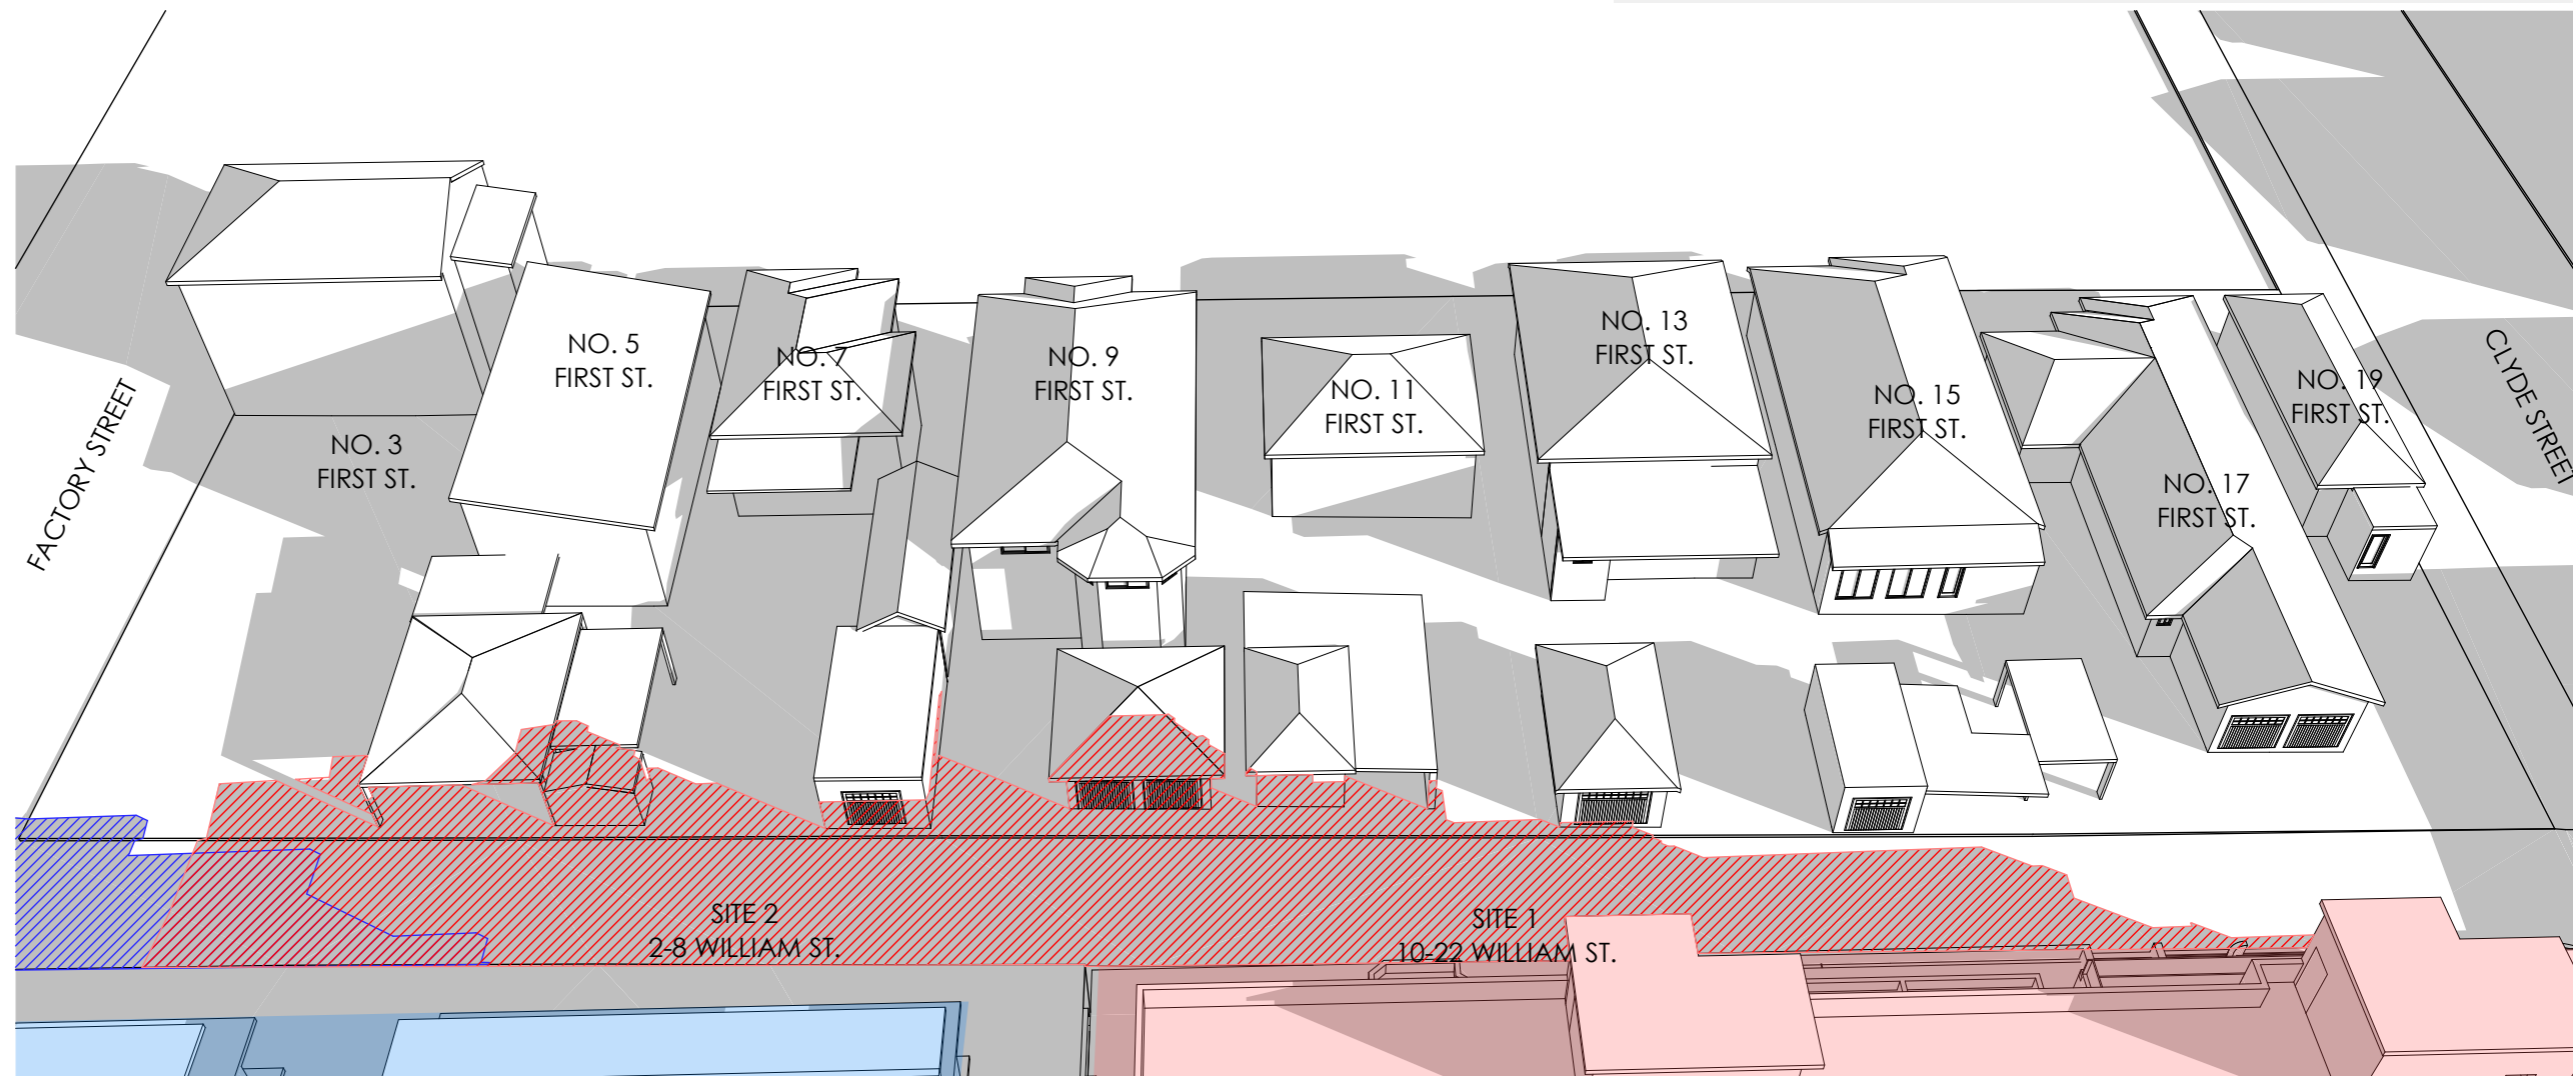 NO. 13
FIRST ST.
NO. 5
FIRST ST.
NO. 7
FIRST ST.
NO. 9
FIRST ST.
NO. 11
FIRST ST.
NO. 15
FIRST ST.
NO. 19
FIRST ST.
CLYDE STREET
FACTORY STREET
NO. 3
FIRST ST.
NO. 17
FIRST ST.
SITE 2
2-8 WILLIAM ST.
SITE 1
10-22 WILLIAM ST.